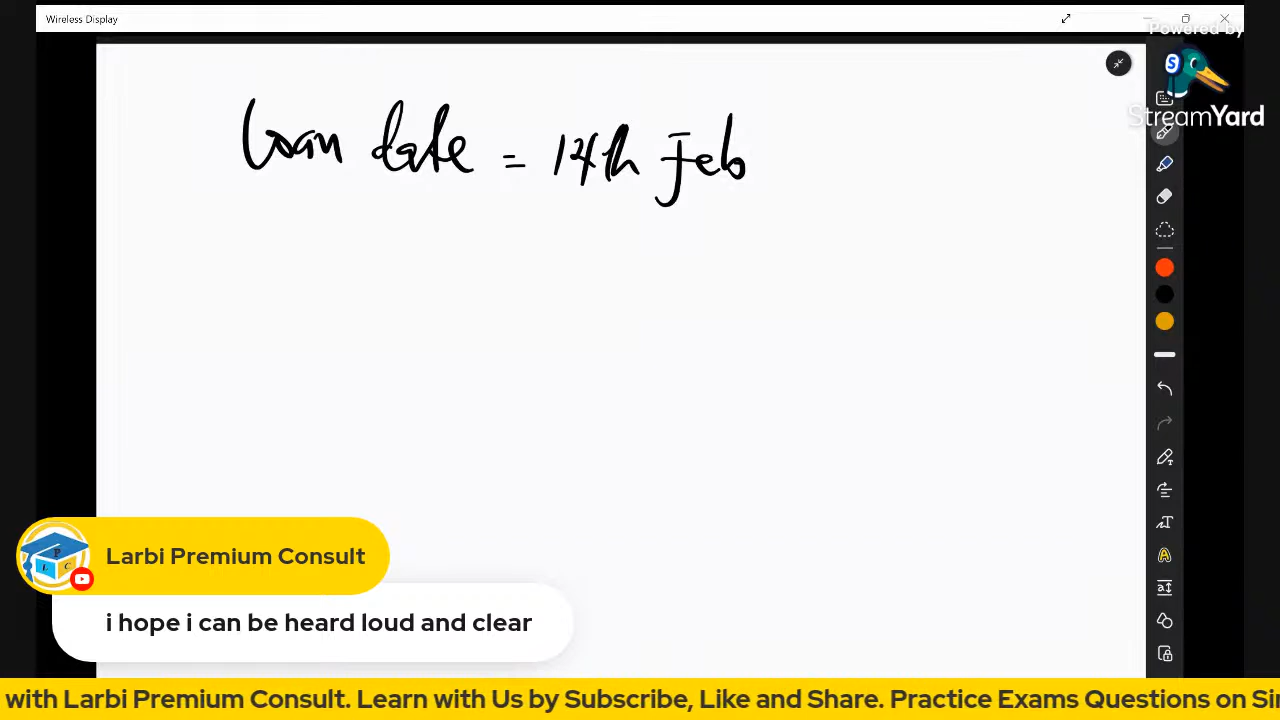 Wireless Display
Powered by
S
StreamYard
Loan date = 14th Feb
P
L C
Larbi Premium Consult
i hope i can be heard loud and clear
with Larbi Premium Consult. Learn with Us by Subscribe, Like and Share. Practice Exams Questions on Si